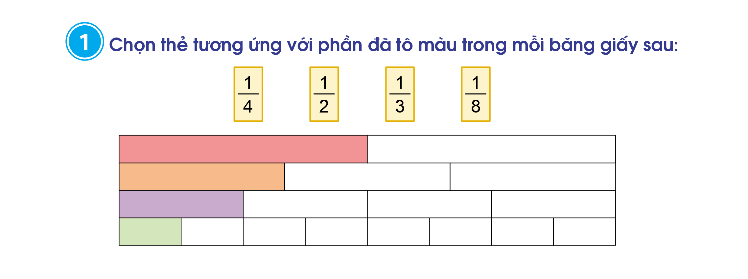 1 Chọn thẻ tương ứng với phần đã tô màu trong mỗi băng giấy sau:
1/4 1/2 1/3 1/8